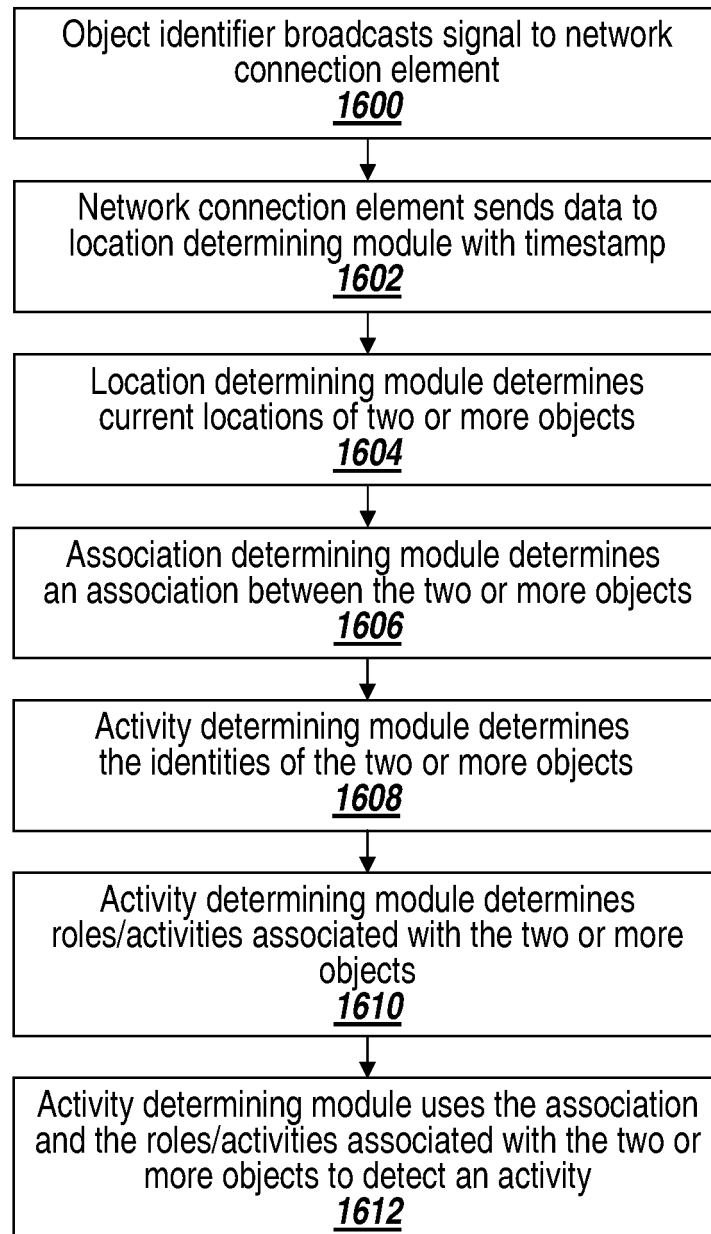 Object identifier broadcasts signal to network
connection element
1600
Network connection element sends data to
location determining module with timestamp
1602
Location determining module determines
current locations of two or more objects
1604
Association determining module determines
an association between the two or more objects
1606
Activity determining module determines
the identities of the two or more objects
1608
Activity determining module determines
roles/activities associated with the two or more
objects
1610
Activity determining module uses the association
and the roles/activities associated with the two or
more objects to detect an activity
1612